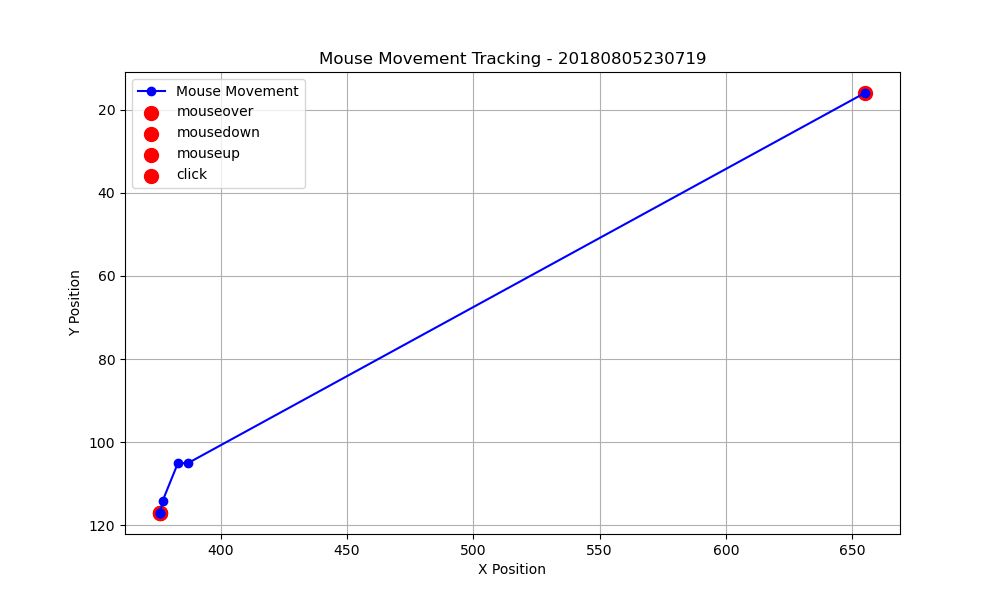 Mouse Movement Tracking - 20180805230719
Mouse Movement
mouseover
mousedown
mouseup
click
20
40
60
80
100
120
Y Position
400
450
500
550
600
650
X Position